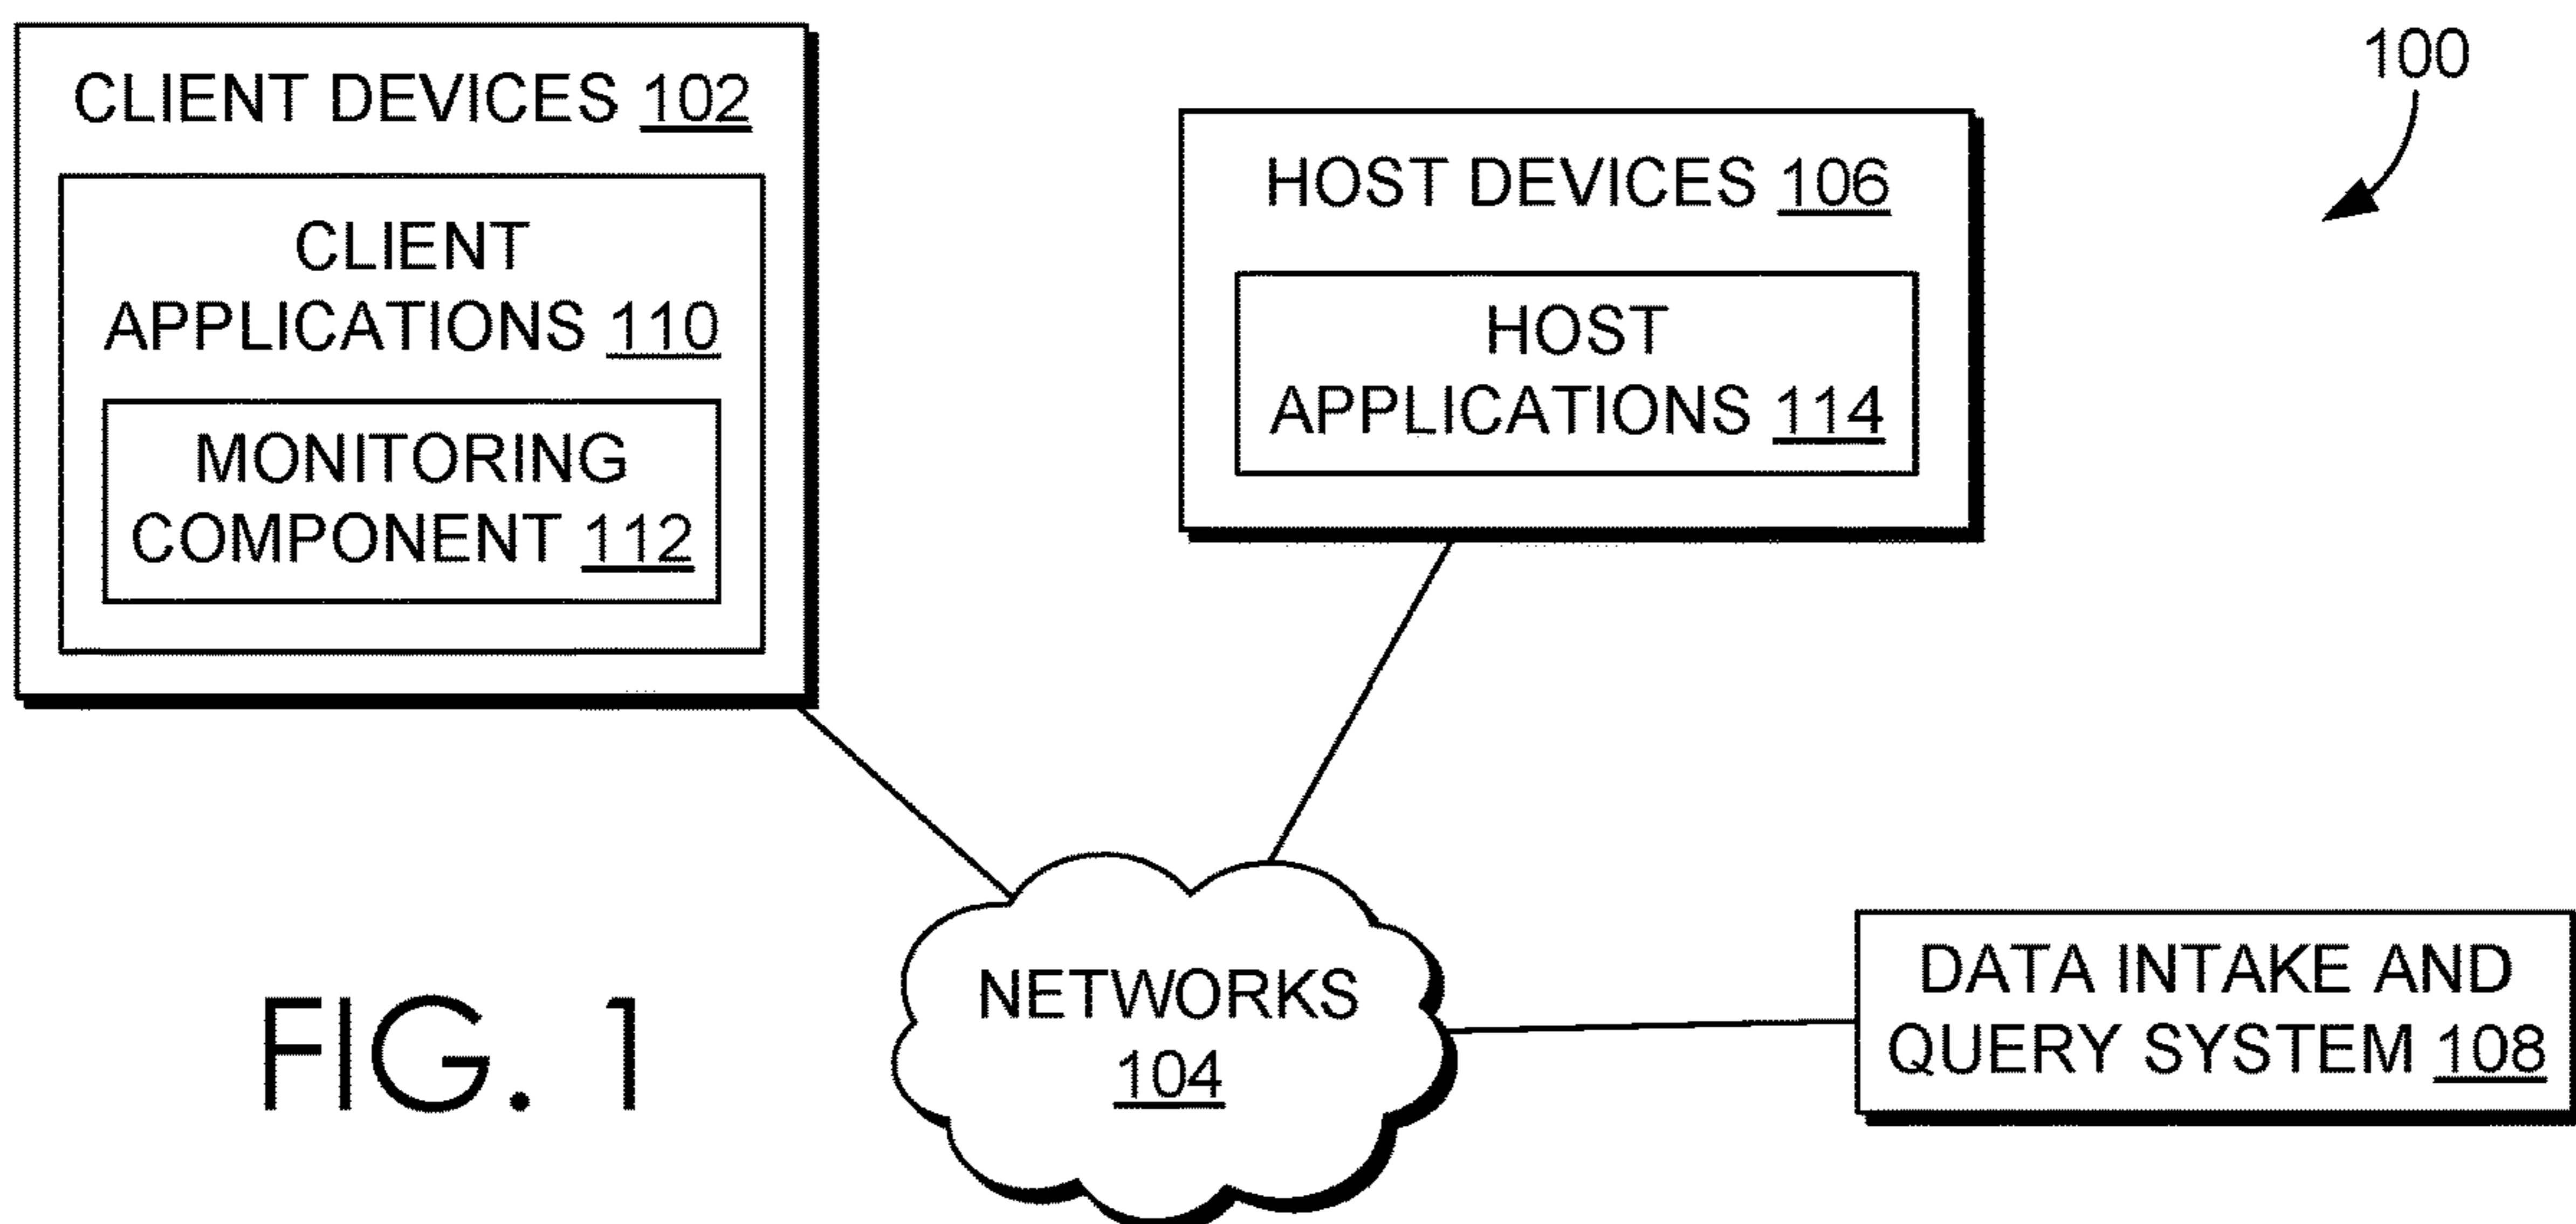 CLIENT DEVICES 102
CLIENT
APPLICATIONS 110
MONITORING
COMPONENT 112
HOST DEVICES 106
HOST
APPLICATIONS 114
100
NETWORKS
104
DATA INTAKE AND
QUERY SYSTEM 108
FIG. 1